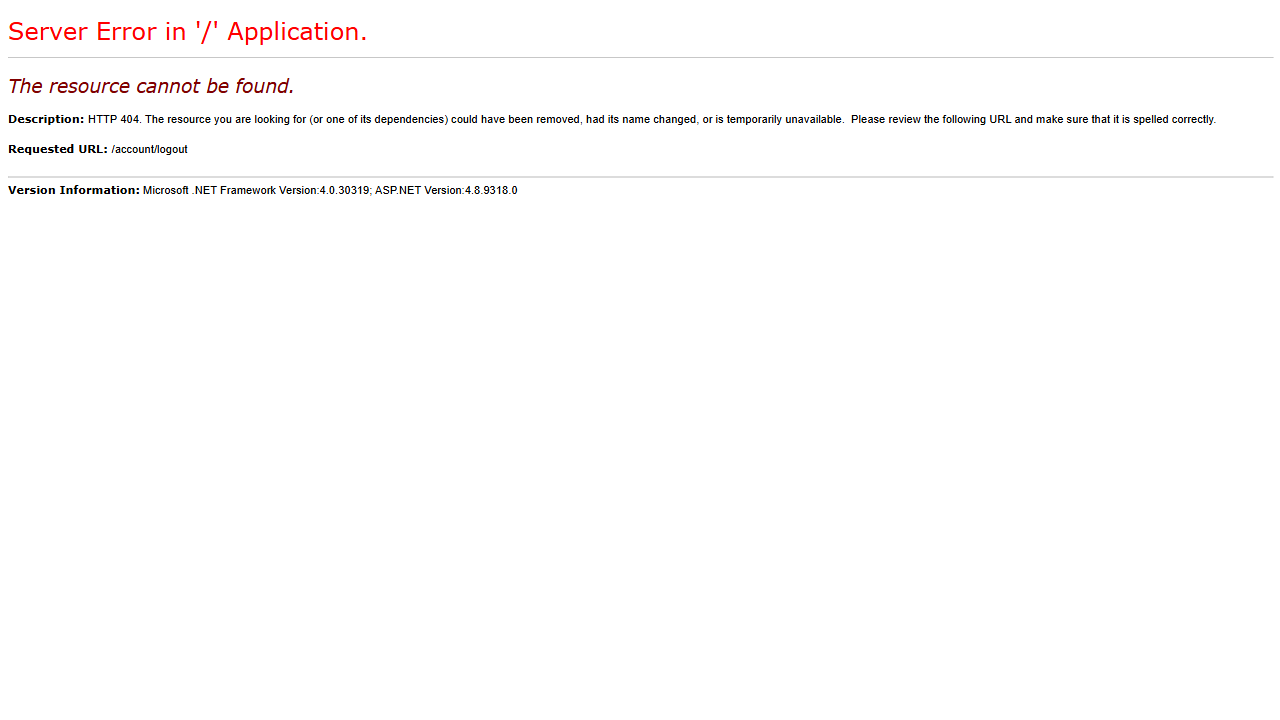 Server Error in '/' Application.
The resource cannot be found.
Description: HTTP 404. The resource you are looking for (or one of its dependencies) could have been removed, had its name changed, or is temporarily unavailable.  Please review the following URL and make sure that it is spelled correctly.
Requested URL: /account/logout
Version Information: Microsoft .NET Framework Version:4.0.30319; ASP.NET Version:4.8.9318.0